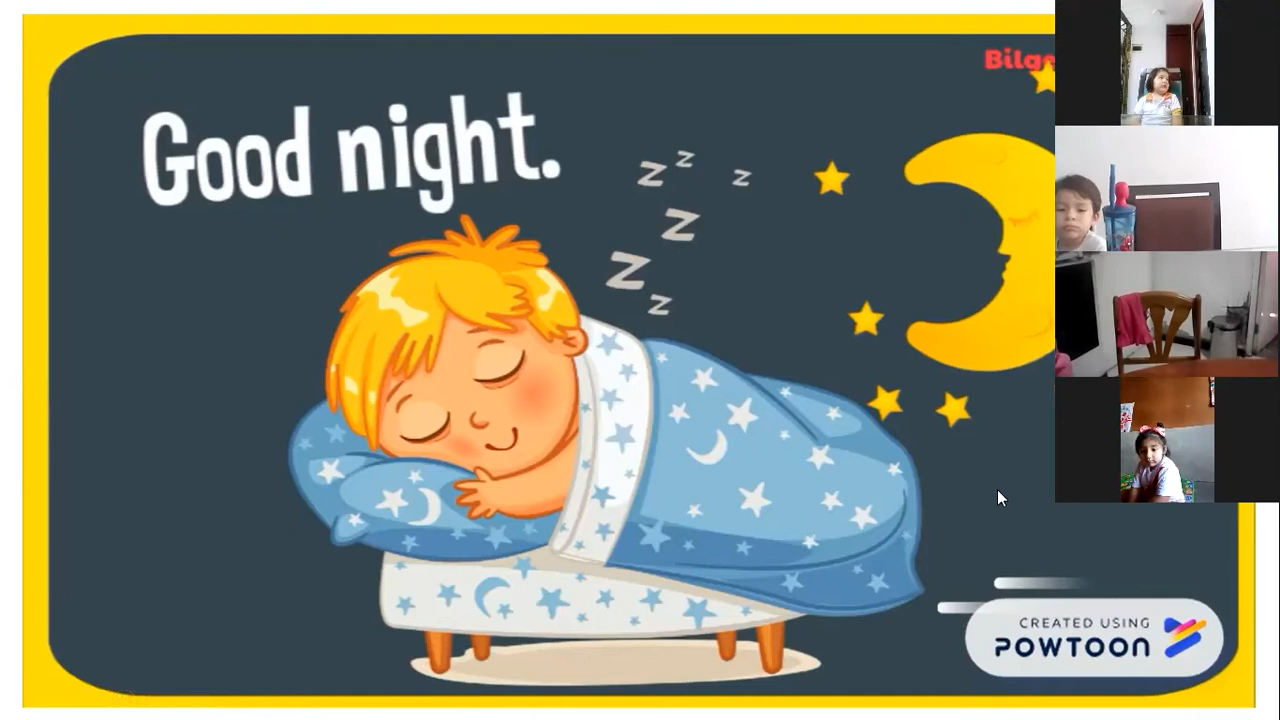 Good night.
z z z
z
z
z
CREATED USING
POWTOON